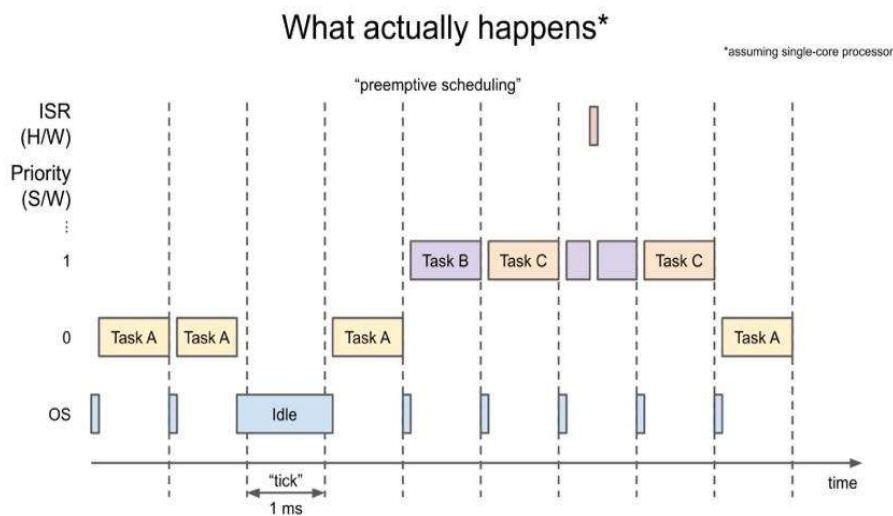 What actually happens*
*assuming single-core processor
“preemptive scheduling”
ISR
(H/W)
Priority
(S/W)
⋮
1
Task B
Task C
Task C
0
Task A
Task A
Task A
Task A
OS
Idle
“tick”
1 ms
time